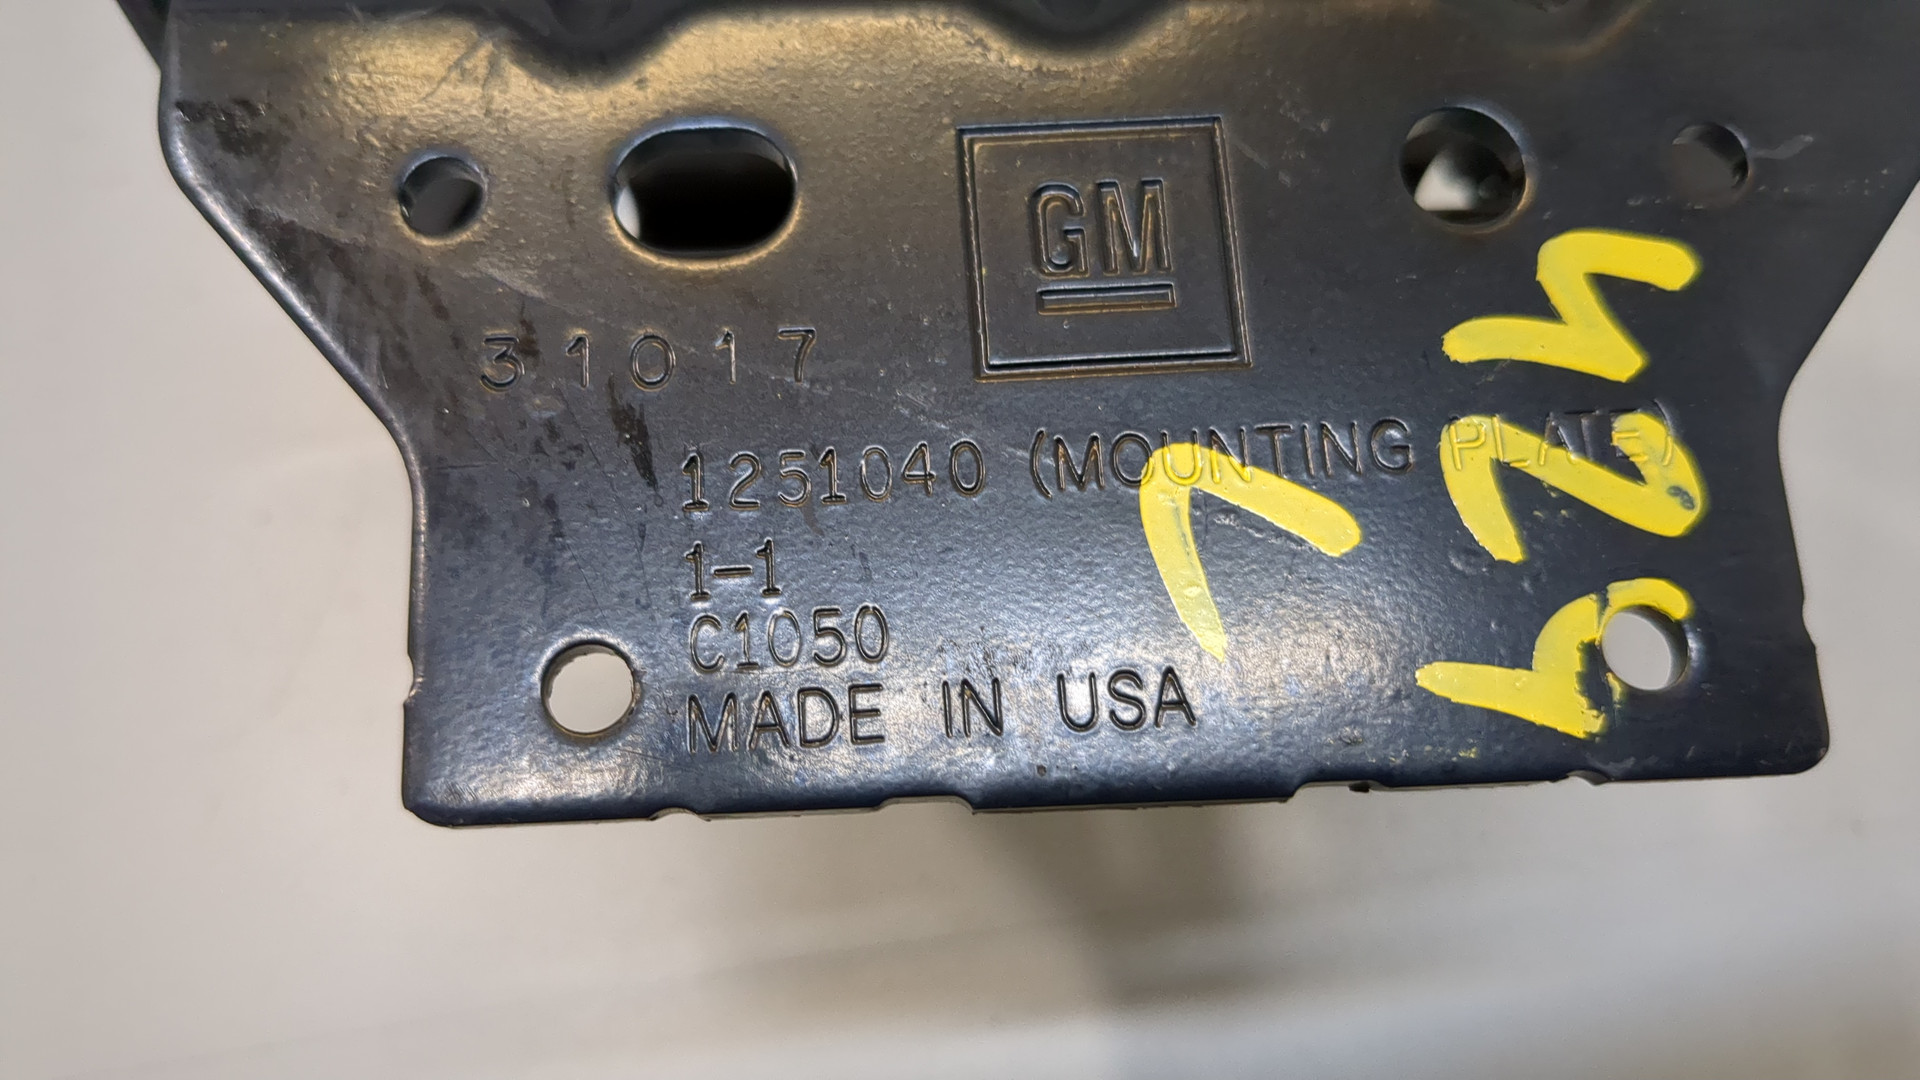 GM
31017
1251040 (MOUNTING PLATE)
1-1
C1050
MADE IN USA